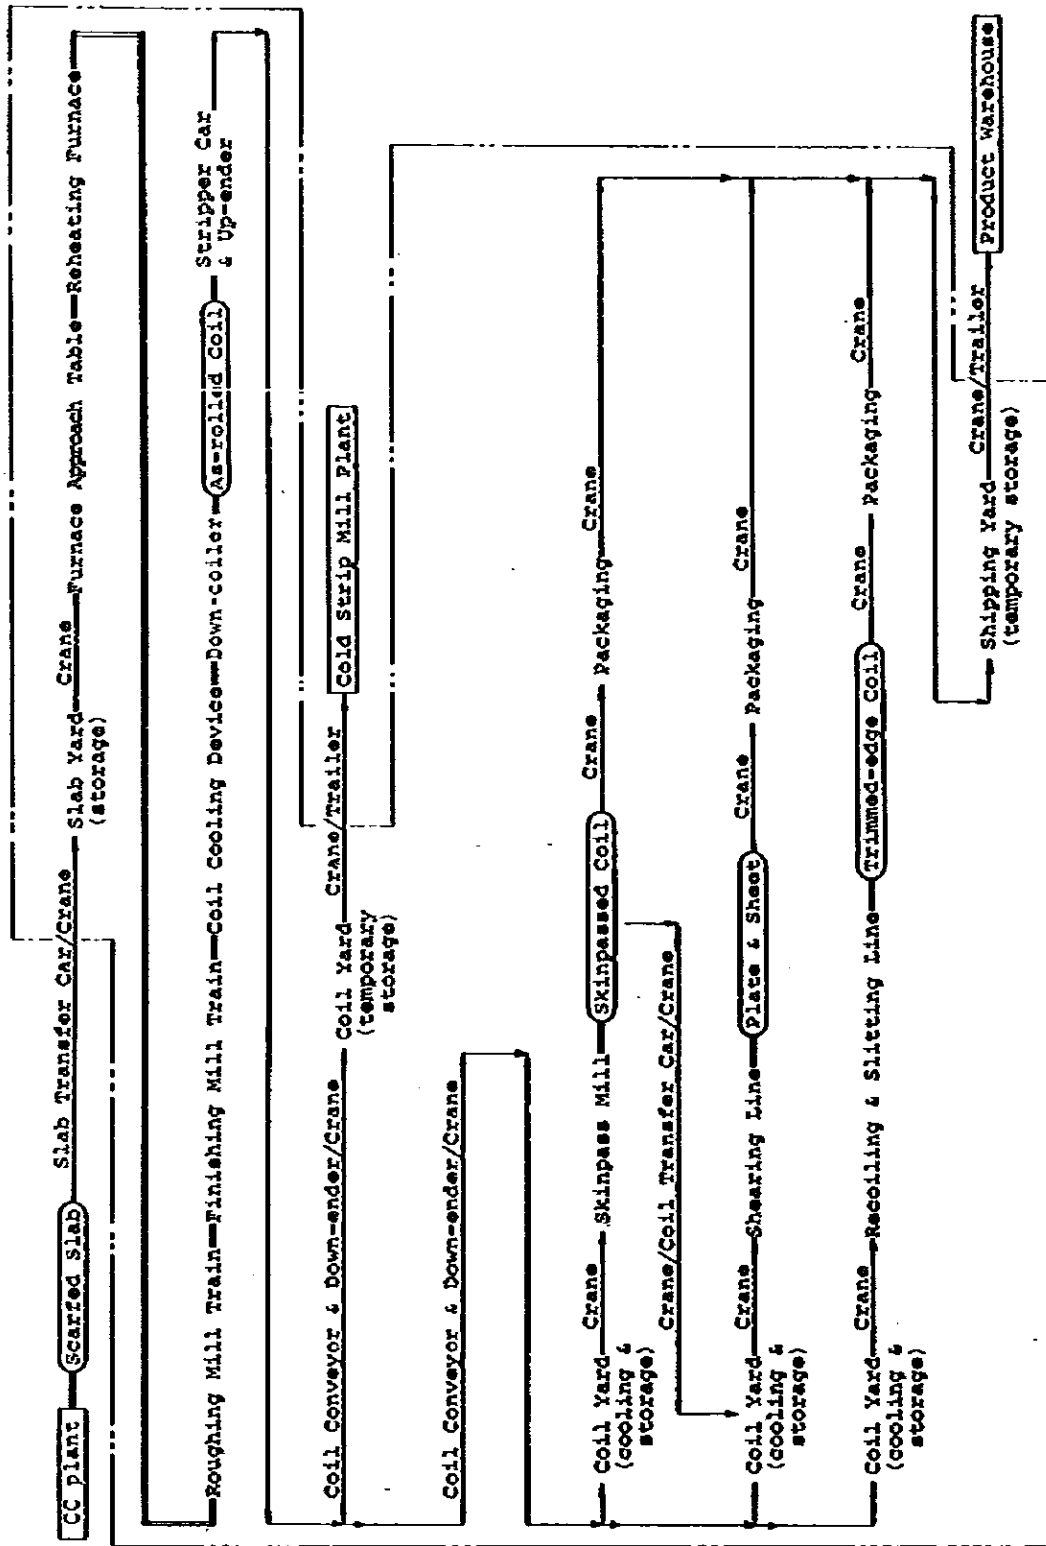 CC plant
Scarfed Slab
Slab Transfer Car/Crane
Slab Yard
(storage)
Crane
Furnace Approach Table
Reheating Furnace
Roughing Mill Train
Finishing Mill Train
Coil Cooling Device
Down-coiler
As-rolled Coil
Stripper Car
& Up-ender
Coil Conveyor & Down-ender/Crane
Coil Yard
(temporary
storage)
Crane/Trailer
Cold Strip Mill Plant
Coil Conveyor & Down-ender/Crane
Coil Yard
(cooling &
storage)
Crane
Skinpass Mill
Skinpassed Coil
Crane
Packaging
Crane
Crane/Coil Transfer Car/Crane
Coil Yard
(cooling &
storage)
Crane
Shearing Line
Plate & Sheet
Crane
Packaging
Crane
Coil Yard
(cooling &
storage)
Crane
Recoiling & Slitting Line
Trimmed-edge Coil
Crane
Packaging
Crane
Shipping Yard
(temporary storage)
Crane/Trailer
Product Warehouse